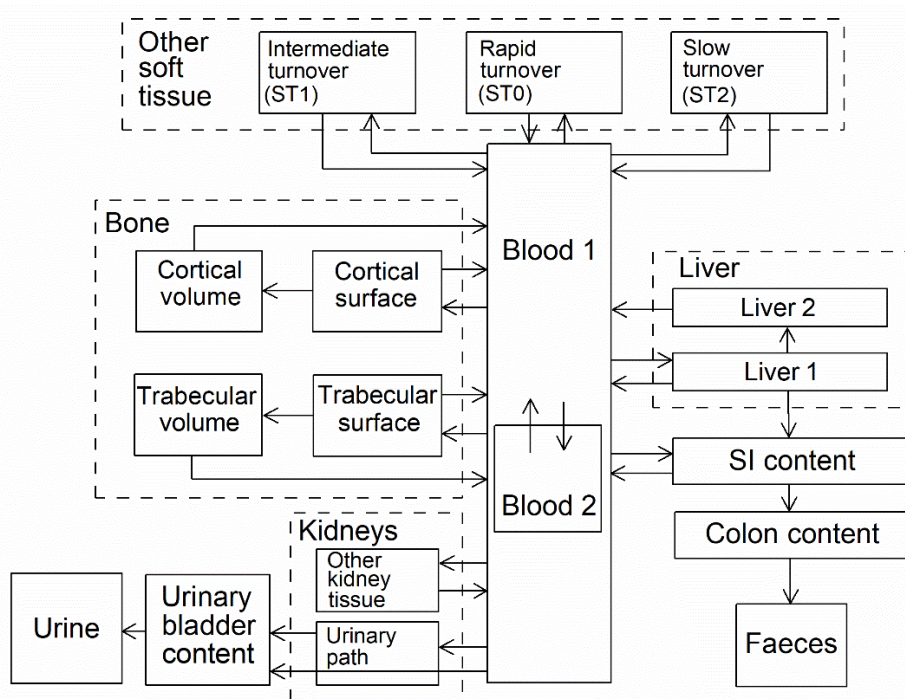 Other
soft
tissue
Intermediate
turnover
(ST1)
Rapid
turnover
(ST0)
Slow
turnover
(ST2)
Bone
Cortical
volume
Cortical
surface
Trabecular
volume
Trabecular
surface
Blood 1
Blood 2
Liver
Liver 2
Liver 1
SI content
Colon content
Faeces
Kidneys
Other
kidney
tissue
Urinary
path
Urinary
bladder
content
Urine